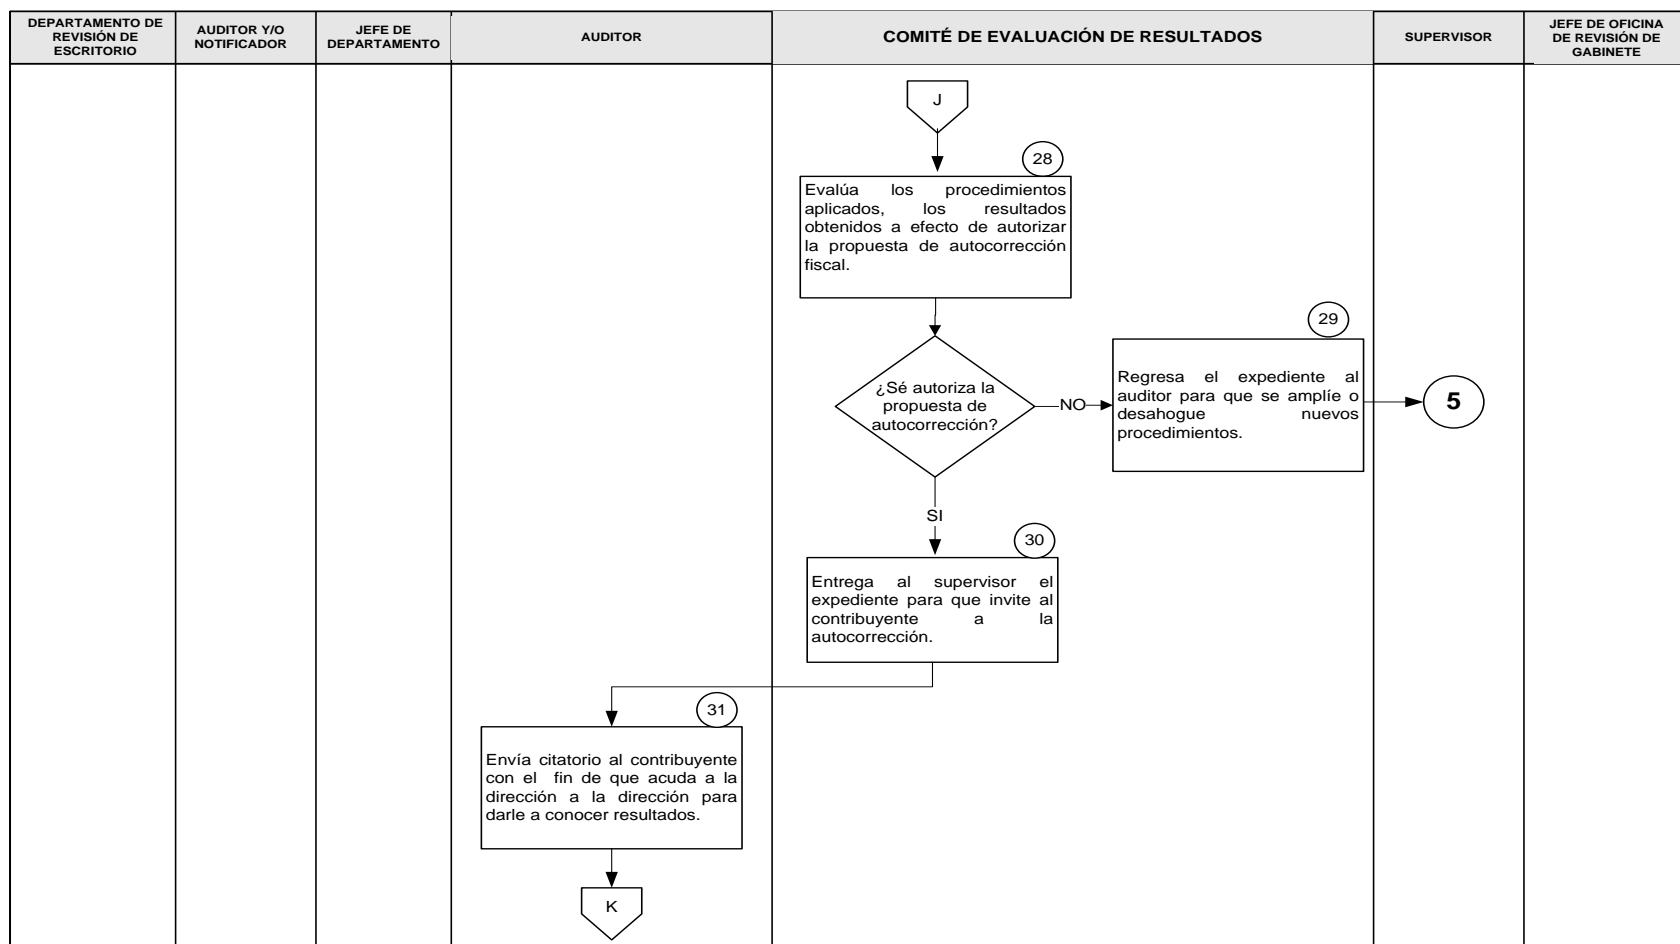 DEPARTAMENTO DE
REVISIÓN DE
ESCRITORIO
AUDITOR Y/O
NOTIFICADOR
JEFE DE
DEPARTAMENTO
AUDITOR
COMITÉ DE EVALUACIÓN DE RESULTADOS
SUPERVISOR
JEFE DE OFICINA
DE REVISIÓN DE
GABINETE
J
28
Evalúa los procedimientos
aplicados, los resultados
obtenidos a efecto de autorizar
la propuesta de autocorrección
fiscal.
¿Sé autoriza la
propuesta de
autocorrección?
NO
29
Regresa el expediente al
auditor para que se amplíe o
desahogue nuevos
procedimientos.
5
SI
30
Entrega al supervisor el
expediente para que invite al
contribuyente a la
autocorrección.
31
Envía citatorio al contribuyente
con el fin de que acuda a la
dirección a la dirección para
darle a conocer resultados.
K